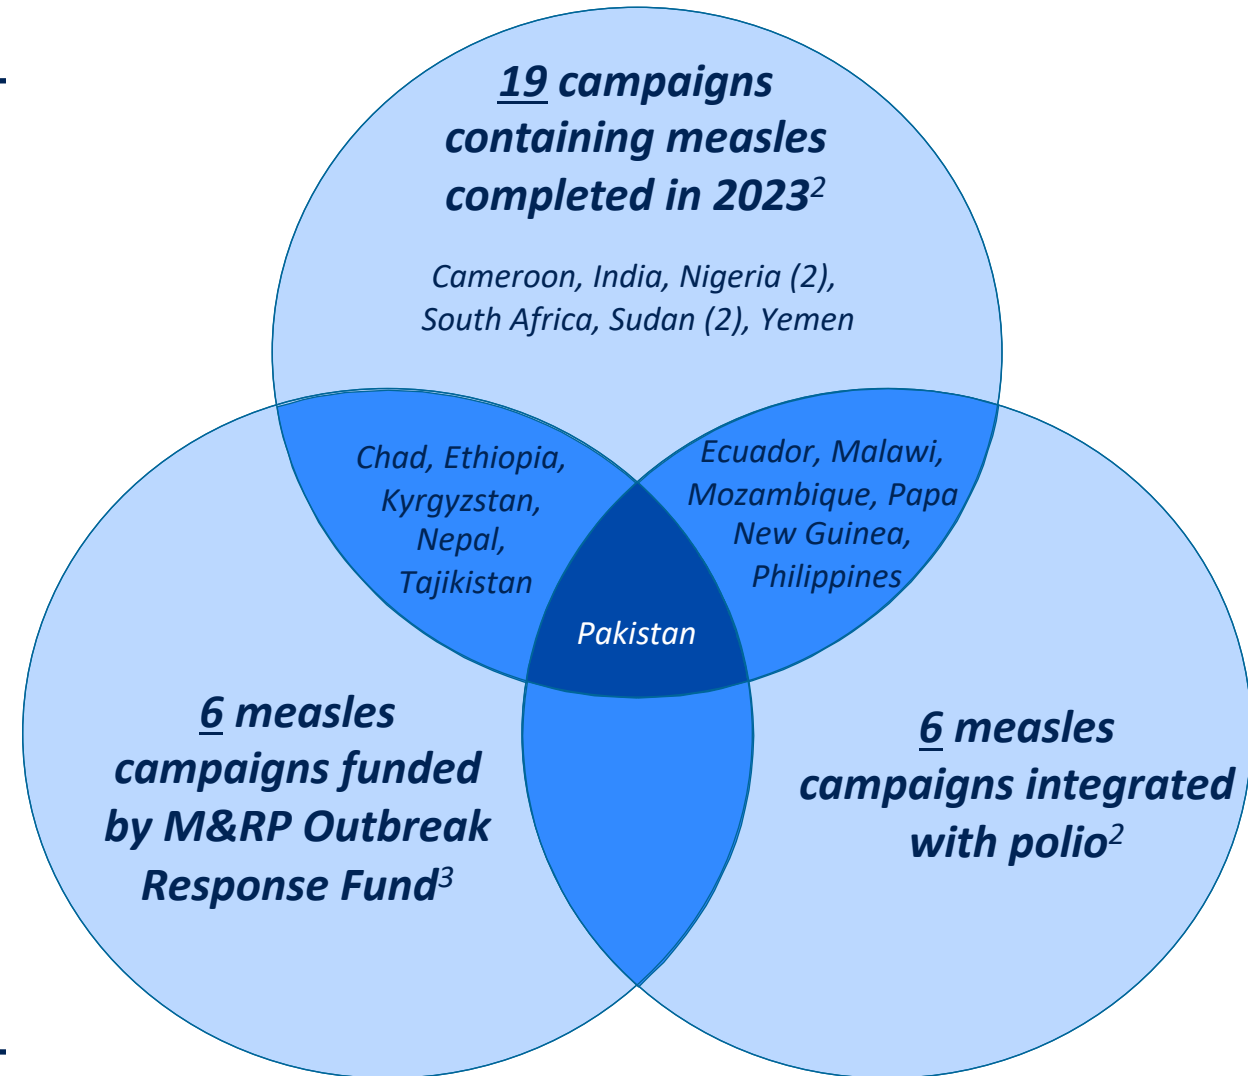 19 campaigns
containing measles
completed in 2023²
Cameroon, India, Nigeria (2),
South Africa, Sudan (2), Yemen
Chad, Ethiopia,
Kyrgyzstan,
Nepal,
Tajikistan
Ecuador, Malawi,
Mozambique, Papa
New Guinea,
Philippines
Pakistan
6 measles
campaigns funded
by M&RP Outbreak
Response Fund³
6 measles
campaigns integrated
with polio²